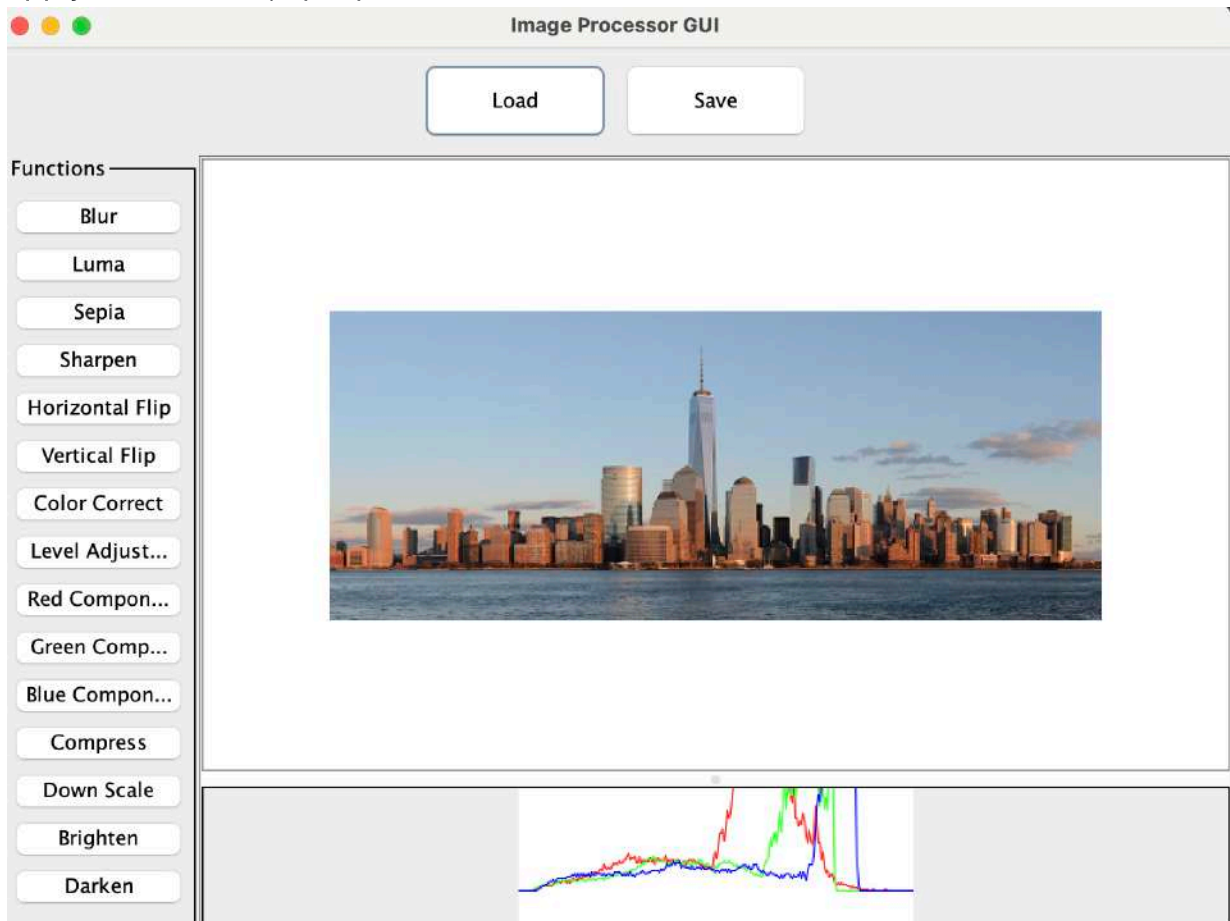 Image Processor GUI
Load
Save
Functions
Blur
Luma
Sepia
Sharpen
Horizontal Flip
Vertical Flip
Color Correct
Level Adjust...
Red Compon...
Green Comp...
Blue Compon...
Compress
Down Scale
Brighten
Darken